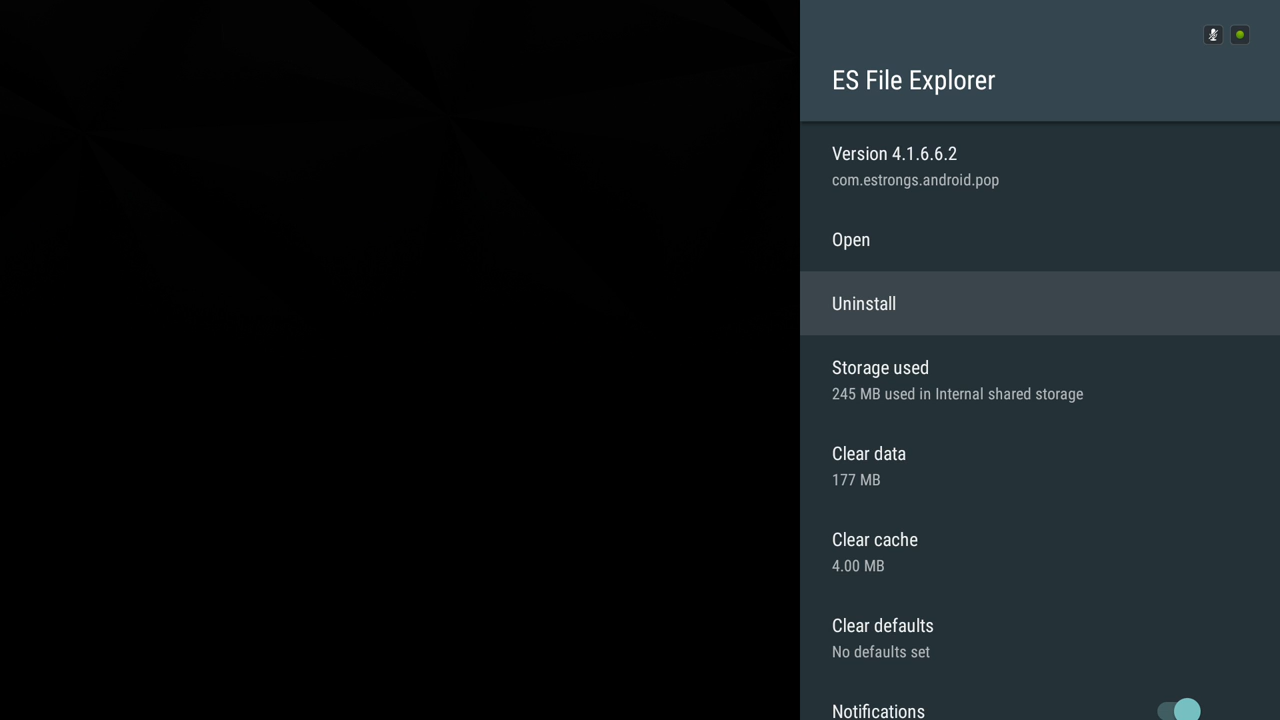 ES File Explorer
Version 4.1.6.6.2
com.estrongs.android.pop
Open
Uninstall
Storage used
245 MB used in Internal shared storage
Clear data
177 MB
Clear cache
4.00 MB
Clear defaults
No defaults set
Notifications